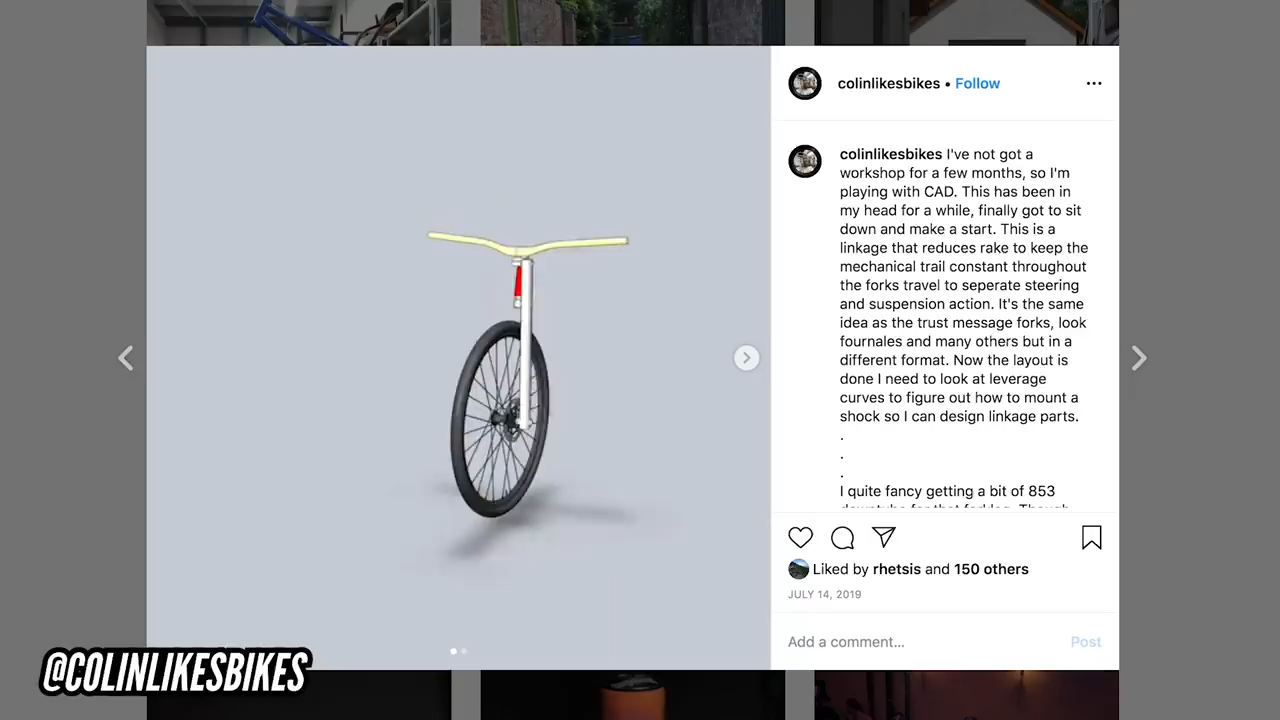 colinlikesbikes • Follow
colinlikesbikes I've not got a
workshop for a few months, so I'm
playing with CAD. This has been in
my head for a while, finally got to sit
down and make a start. This is a
linkage that reduces rake to keep the
mechanical trail constant throughout
the forks travel to seperate steering
and suspension action. It's the same
idea as the trust message forks, look
fournales and many others but in a
different format. Now the layout is
done I need to look at leverage
curves to figure out how to mount a
shock so I can design linkage parts.
.
.
.
I quite fancy getting a bit of 853
Liked by rhetsis and 150 others
JULY 14, 2019
Add a comment... Post
@COLINLIKESBIKES